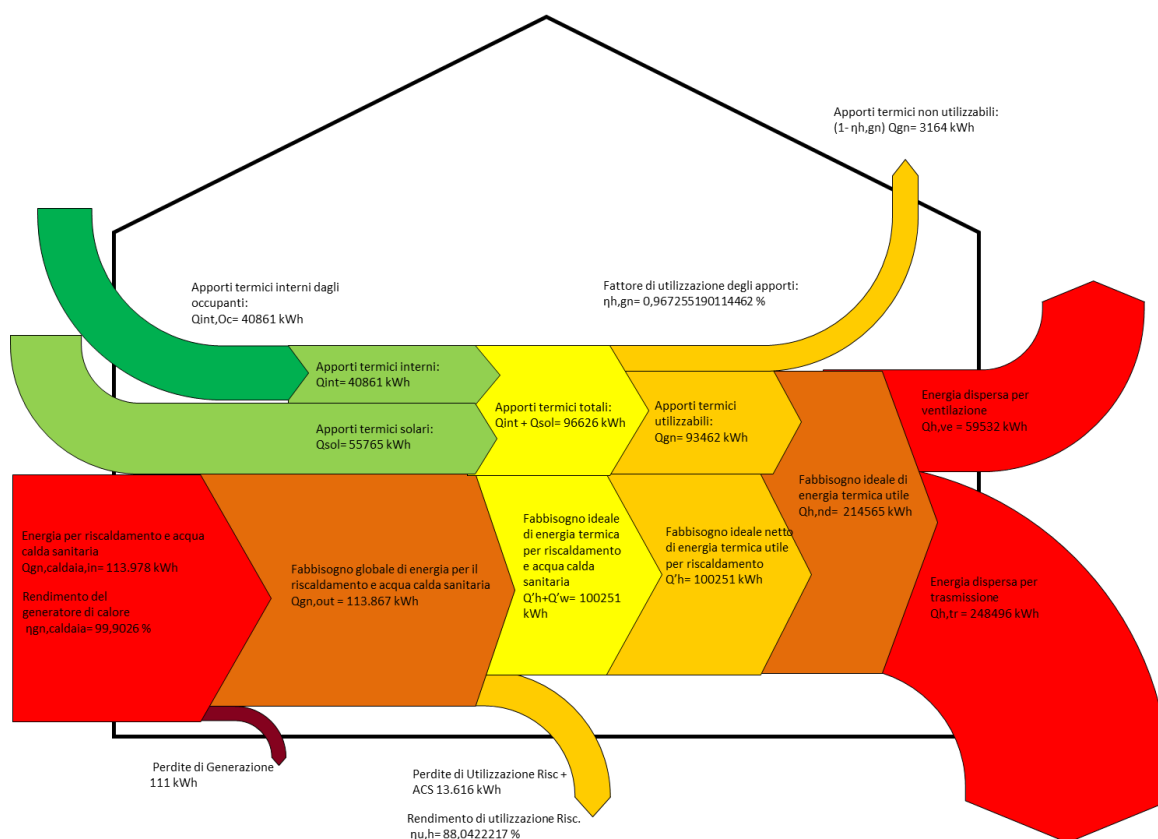 Apporti termici non utilizzabili:
(1- ηh,gn) Qgn= 3164 kWh
Apporti termici interni dagli
occupanti:
Qint,Oc= 40861 kWh
Fattore di utilizzazione degli apporti:
ηh,gn= 0,967255190114462 %
Apporti termici interni:
Qint= 40861 kWh
Apporti termici solari:
Qsol= 55765 kWh
Apporti termici totali:
Qint + Qsol= 96626 kWh
Apporti termici
utilizzabili:
Qgn= 93462 kWh
Energia dispersa per
ventilazione
Qh,ve = 59532 kWh
Fabbisogno ideale di
energia termica utile
Qh,nd= 214565 kWh
Energia per riscaldamento e acqua
calda sanitaria
Qgn,caldaia,in= 113.978 kWh
Rendimento del
generatore di calore
ηgn,caldaia= 99,9026 %
Fabbisogno globale di energia per il
riscaldamento e acqua calda sanitaria
Qgn,out = 113.867 kWh
Fabbisogno ideale
di energia termica
per riscaldamento
e acqua calda
sanitaria
Q'h+Q'w= 100251
kWh
Fabbisogno ideale netto
di energia termica utile
per riscaldamento
Q'h= 100251 kWh
Energia dispersa per
trasmissione
Qh,tr = 248496 kWh
Perdite di Generazione
111 kWh
Perdite di Utilizzazione Risc +
ACS 13.616 kWh
Rendimento di utilizzazione Risc.
ηu,h= 88,0422217 %